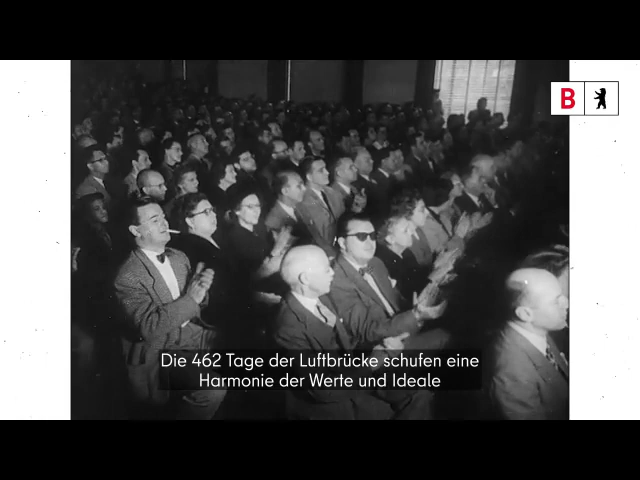 B
Die 462 Tage der Luftbrücke schufen eine
Harmonie der Werte und Ideale